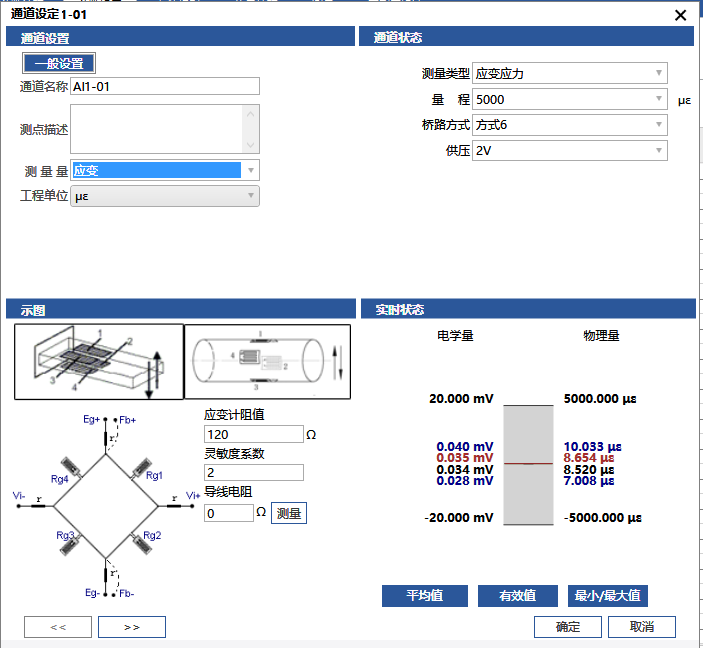 通道设定1-01
通道设置
一般设置
通道名称 AI1-01
测点描述
测 量 量 应变
工程单位 με
通道状态
测量类型 应变应力
量 程 5000 με
桥路方式 方式6
供压 2V
示图
1
2
3
4
1
4
2
3
Eg+ Fb+
r
Rg4 Rg1
Vi- r r Vi+
Rg3 Rg2
r
Eg- Fb-
应变计阻值
120 Ω
灵敏度系数
2
导线电阻
0 Ω 测量
<< >>
实时状态
电学量 物理量
20.000 mV 5000.000 με
0.040 mV 10.033 με
0.035 mV 8.654 με
0.034 mV 8.520 με
0.028 mV 7.008 με
-20.000 mV -5000.000 με
平均值 有效值 最小/最大值
确定 取消